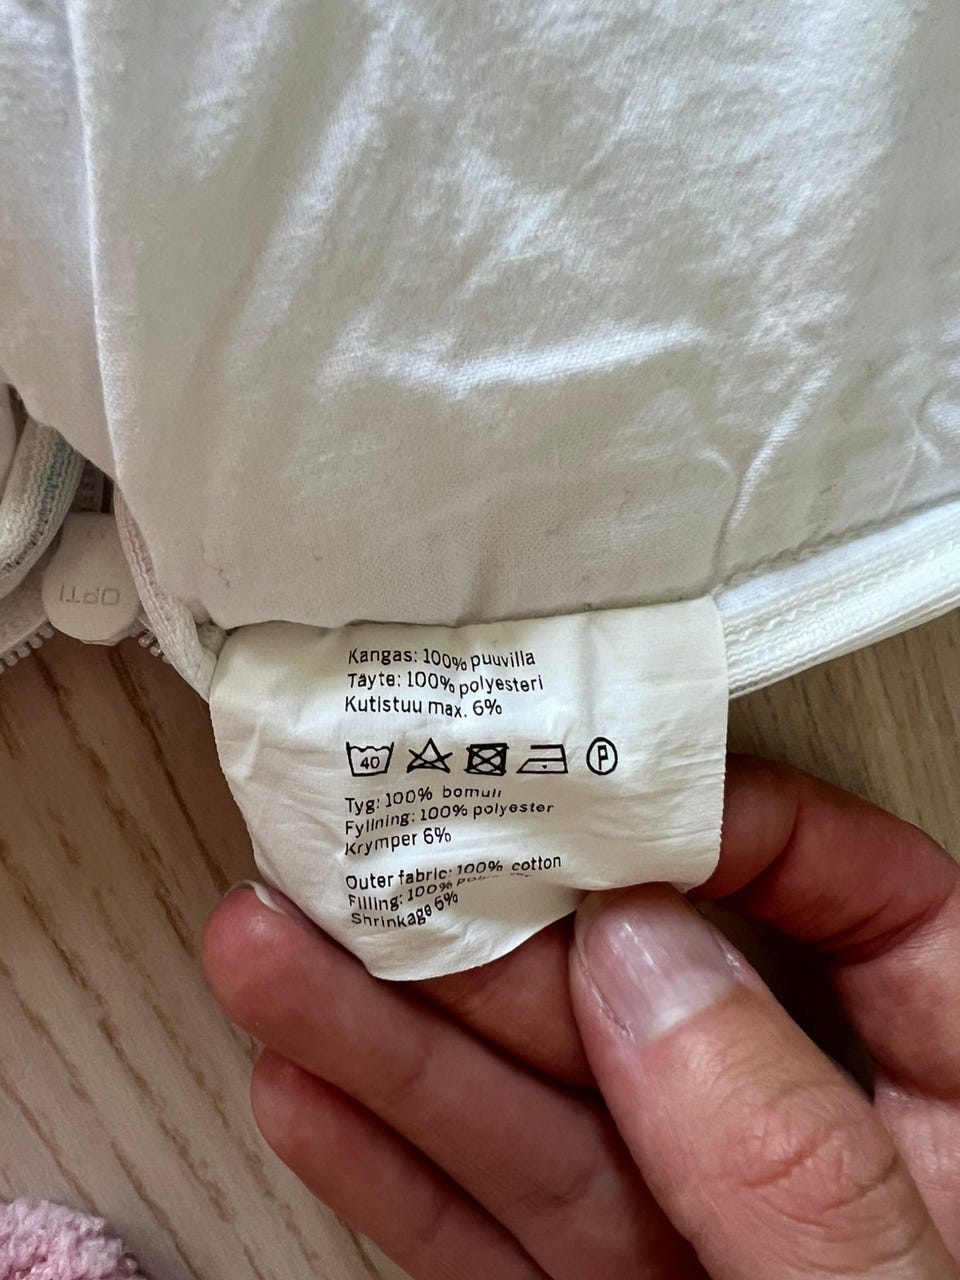 OPTI
Kangas: 100% puuvilla
Täyte: 100% polyesteri
Kutistuu max. 6%
40 P
Tyg: 100% bomull
Fyllning: 100% polyester
Krymper 6%
Outer fabric: 100% cotton
Filling: 100%
Shrinkage 6%